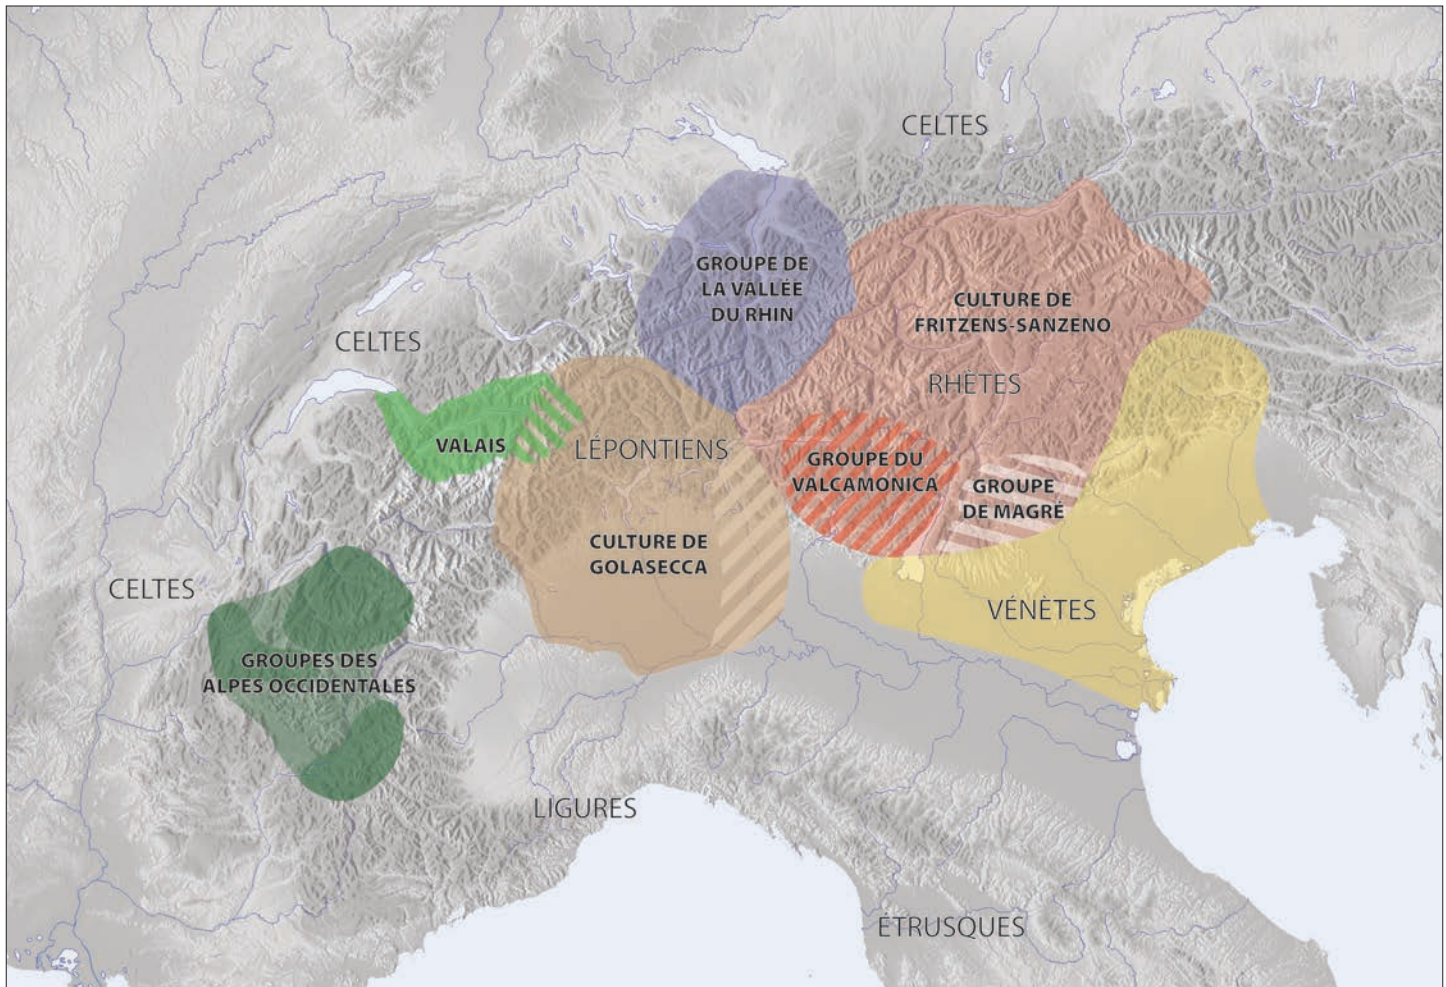 CELTES
GROUPE DE
LA VALLÉE
DU RHIN
CULTURE DE
FRITZENS-SANZENO
CELTES
RHÈTES
VALAIS
LÉPONTIENS
GROUPE DU
VALCAMONICA
GROUPE
DE MAGRÉ
CULTURE DE
GOLASECCA
CELTES
VÉNÈTES
GROUPES DES
ALPES OCCIDENTALES
LIGURES
ÉTRUSQUES